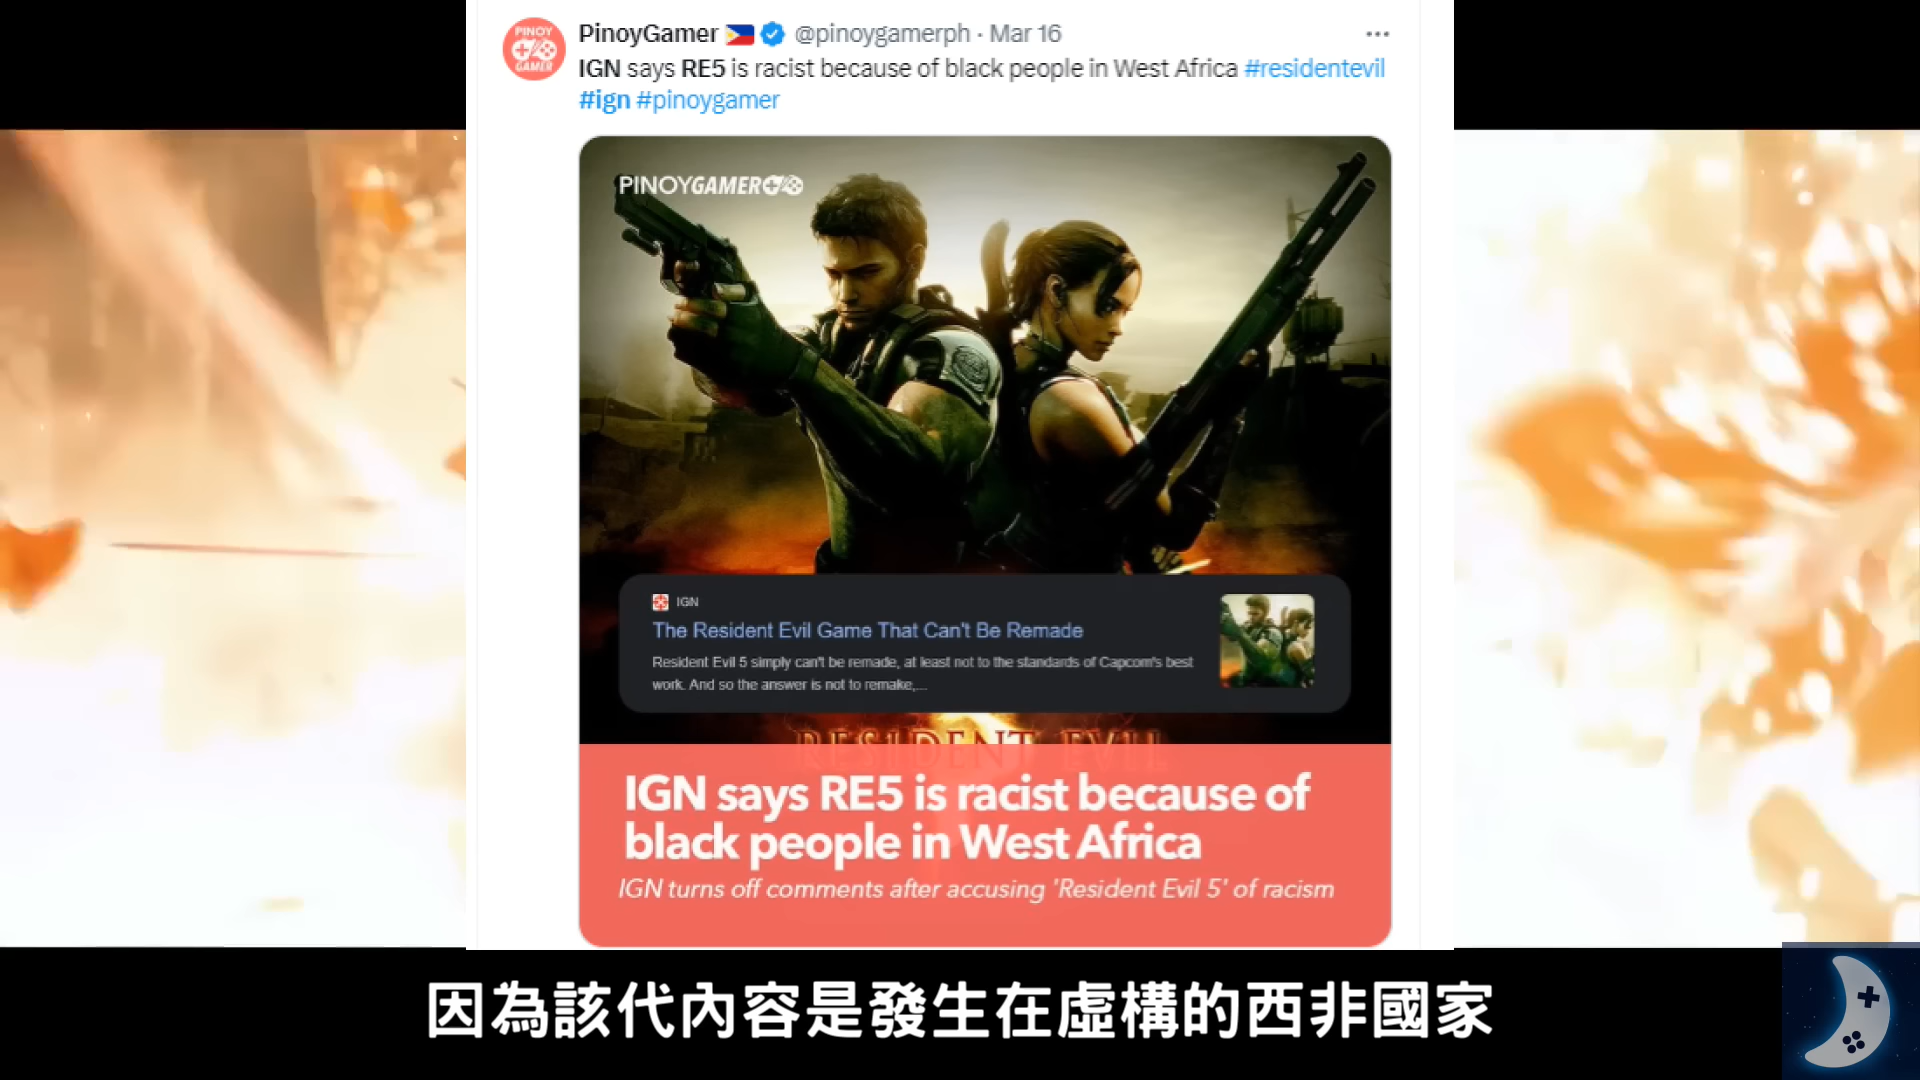 PINOY
GAMER
PinoyGamer @pinoygamerph · Mar 16
IGN says RE5 is racist because of black people in West Africa #residentevil
#ign #pinoygamer
PINOYGAMER
IGN
The Resident Evil Game That Can't Be Remade
Resident Evil 5 simply can't be remade, at least not to the standards of Capcom's best
work. And so the answer is not to remake,...
RESIDENT EVIL
IGN says RE5 is racist because of
black people in West Africa
IGN turns off comments after accusing 'Resident Evil 5' of racism
因為該代內容是發生在虛構的西非國家